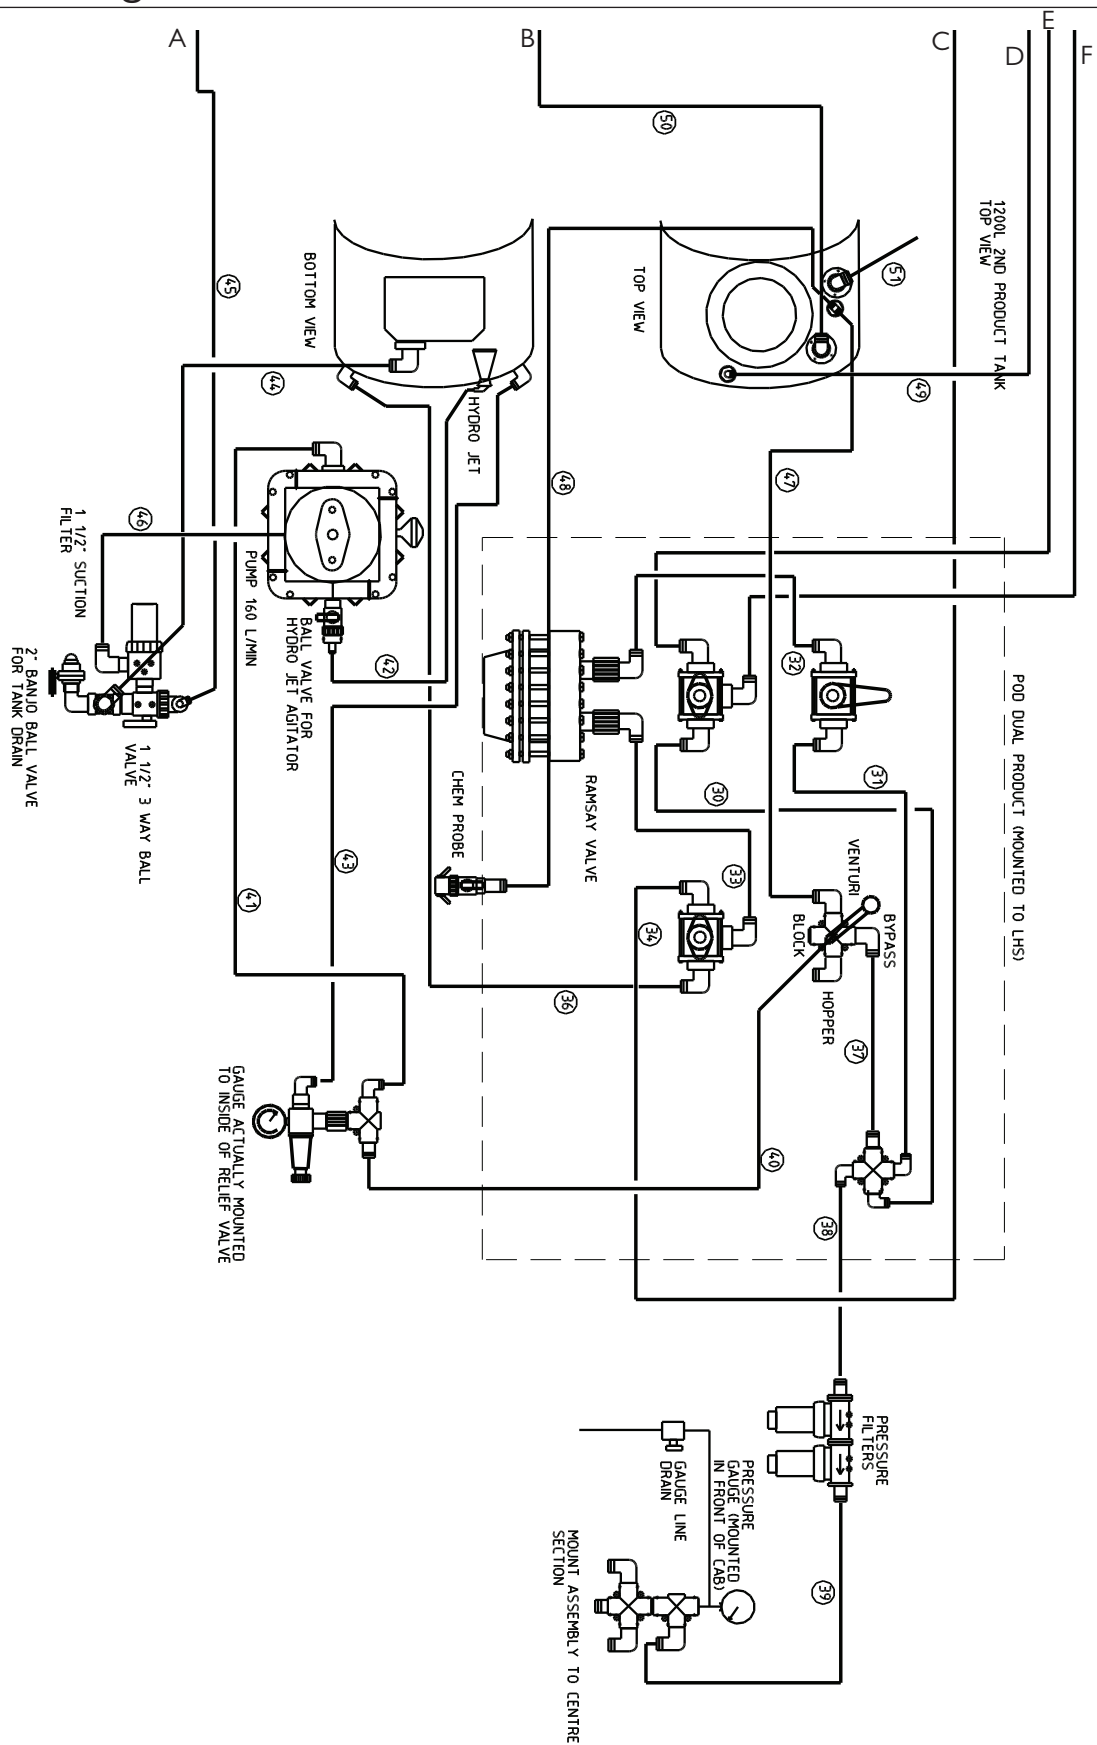 A
B
C
D
E
F
50
51
1200L 2ND PRODUCT TANK
TOP VIEW
45
BOTTOM VIEW
TOP VIEW
44
49
HYDRO JET
48
47
46
1 1/2" SUCTION
FILTER
PUMP 160 L/MIN
BALL VALVE FOR
HYDRO JET AGITATOR
42
32
POD DUAL PRODUCT (MOUNTED TO LHS)
2" BANJO BALL VALVE
FOR TANK DRAIN
1 1/2" 3 WAY BALL
VALVE
CHEM PROBE
RAMSAY VALVE
30
31
43
41
33
34
VENTURI
BYPASS
BLOCK
HOPPER
36
37
GAUGE ACTUALLY MOUNTED
TO INSIDE OF RELIEF VALVE
40
38
PRESSURE
FILTERS
GAUGE LINE
DRAIN
PRESSURE
GAUGE (MOUNTED
IN FRONT OF CAB)
39
MOUNT ASSEMBLY TO CENTRE
SECTION